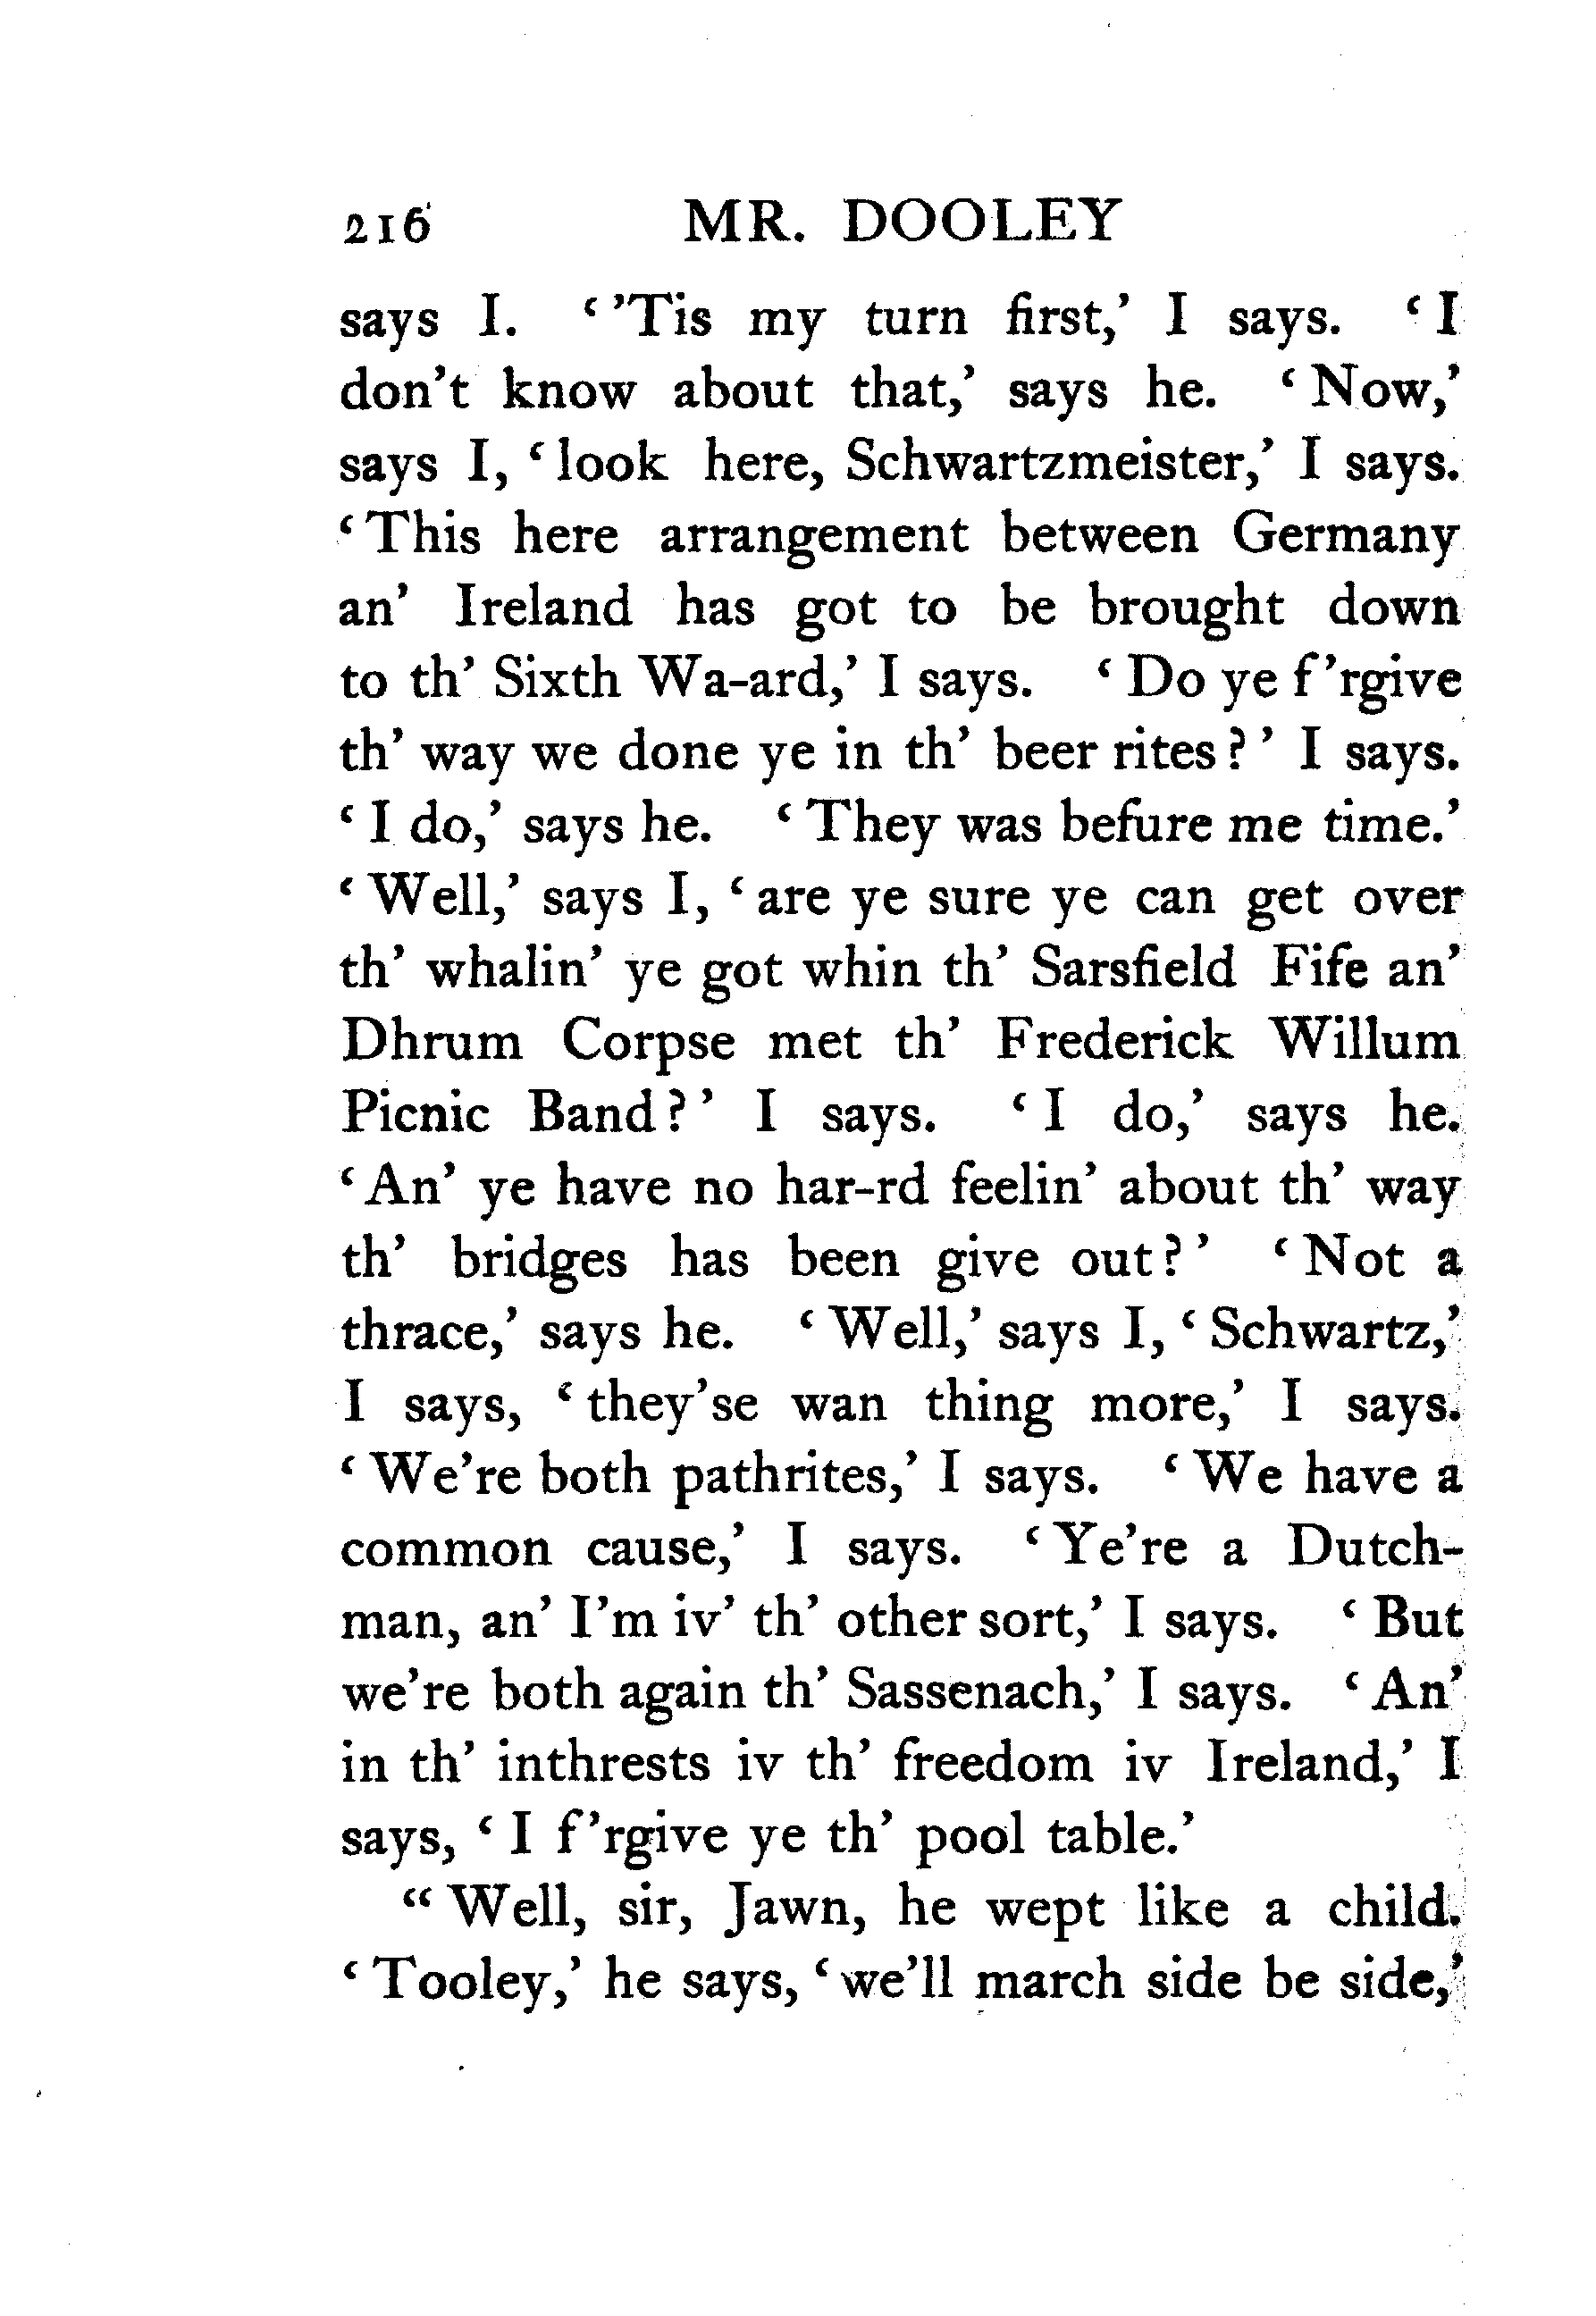 216 MR. DOOLEY
says I. ‘ ’Tis my turn first,’ I says. ‘ I
don’t know about that,’ says he. ‘ Now,’
says I, ‘ look here, Schwartzmeister,’ I says.
‘ This here arrangement between Germany
an’ Ireland has got to be brought down
to th’ Sixth Wa-ard,’ I says. ‘ Do ye f’rgive
th’ way we done ye in th’ beer rites ? ’ I says.
‘ I do,’ says he. ‘ They was befure me time.’
‘ Well,’ says I, ‘ are ye sure ye can get over
th’ whalin’ ye got whin th’ Sarsfield Fife an’
Dhrum Corpse met th’ Frederick Willum
Picnic Band ? ’ I says. ‘ I do,’ says he.
‘ An’ ye have no har-rd feelin’ about th’ way
th’ bridges has been give out ? ’ ‘ Not a
thrace,’ says he. ‘ Well,’ says I, ‘ Schwartz,’
I says, ‘ they’se wan thing more,’ I says.
‘ We’re both pathrites,’ I says. ‘ We have a
common cause,’ I says. ‘ Ye’re a Dutch-
man, an’ I’m iv’ th’ other sort,’ I says. ‘ But
we’re both again th’ Sassenach,’ I says. ‘ An’
in th’ inthrests iv th’ freedom iv Ireland,’ I
says, ‘ I f’rgive ye th’ pool table.’
“ Well, sir, Jawn, he wept like a child.
‘ Tooley,’ he says, ‘ we’ll march side be side,’